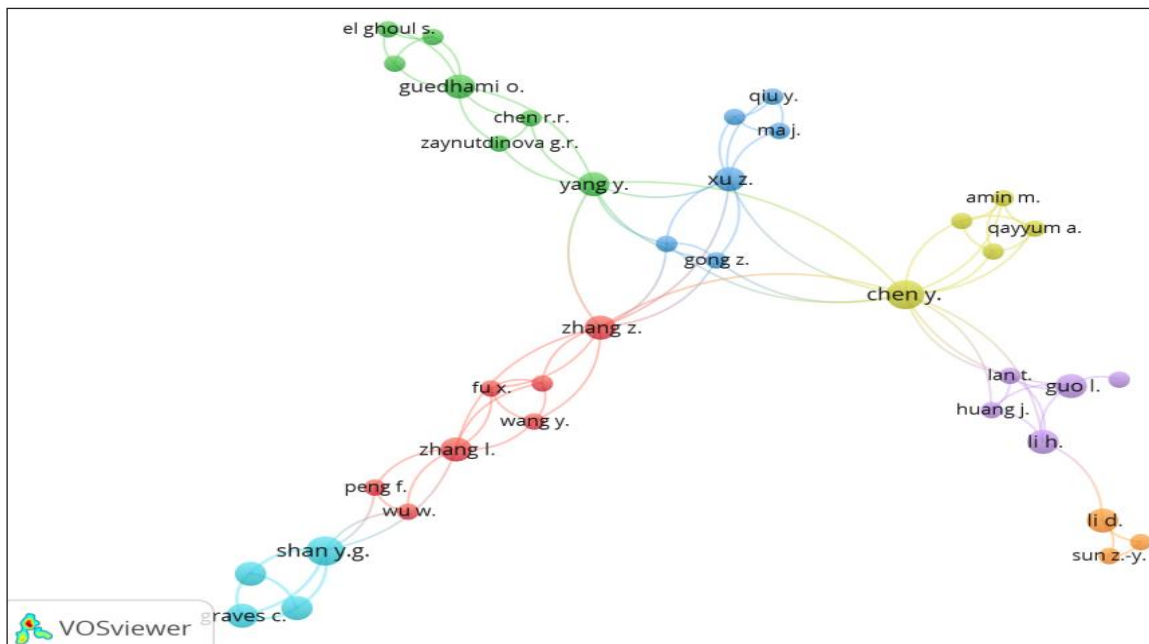 el ghoul s.
guedhami o.
chen r.r.
zaynutdinova g.r.
yang y.
qiu y.
ma j.
xu z.
gong z.
amin m.
qayyum a.
chen y.
zhang z.
fu x.
wang y.
zhang l.
peng f.
wu w.
lan t.
guo l.
huang j.
li h.
li d.
sun z.-y.
shan y.g.
graves c.
VOSviewer